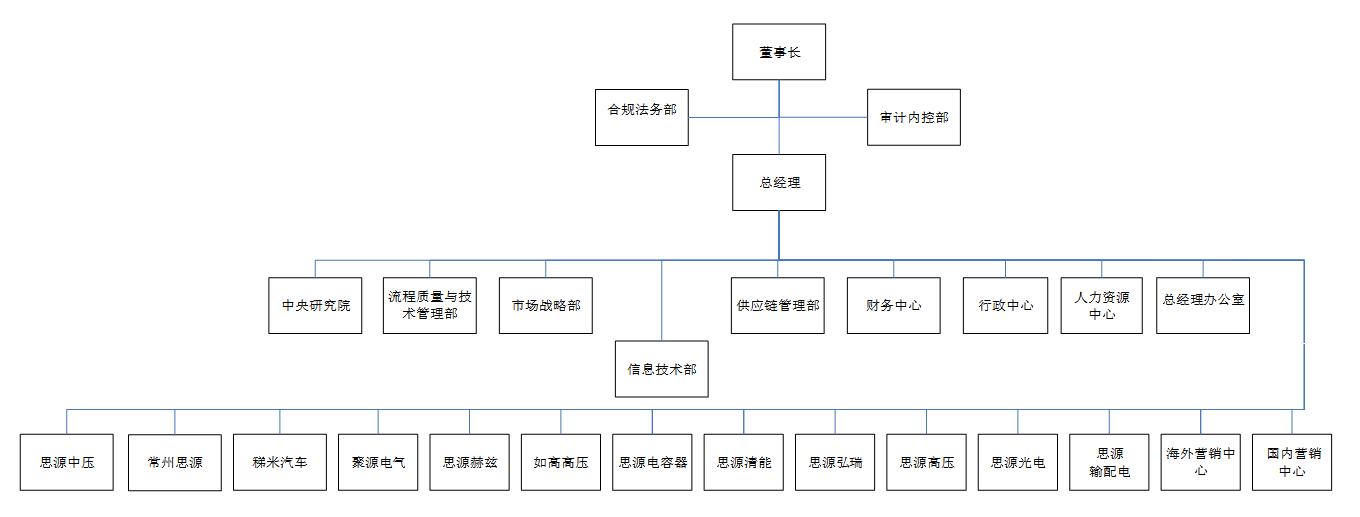 董事长
合规法务部
审计内控部
总经理
中央研究院
流程质量与技
术管理部
市场战略部
供应链管理部
财务中心
行政中心
人力资源
中心
总经理办公室
信息技术部
思源中压
常州思源
稊米汽车
聚源电气
思源赫兹
如高高压
思源电容器
思源清能
思源弘瑞
思源高压
思源光电
思源
输配电
海外营销中
心
国内营销
中心